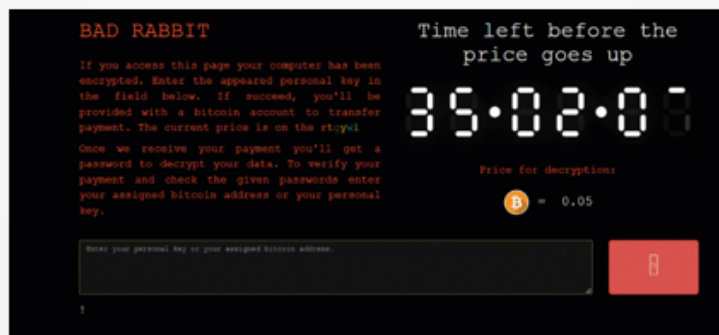 BAD RABBIT
If you access this page your computer has been
encrypted. Enter the appeared personal key in
the field below. If succeed, you'll be
provided with a bitcoin account to transfer
payment. The current price is on the
Once we receive your payment you'll get a
password to decrypt your data. To verify your
payment and check the given passwords enter
your assigned bitcoin address or your personal
key.
Time left before the
price goes up
35.02.0
Price for decryption:
= 0.05
Enter your personal key or your assigned bitcoin address.
!